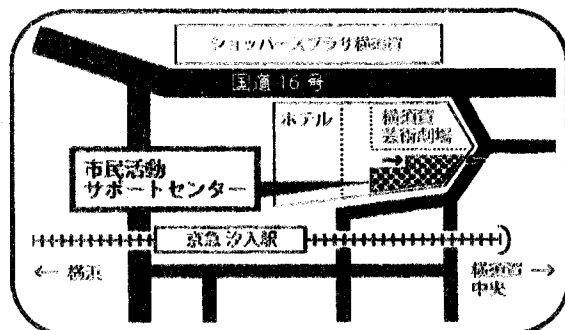 ショッパーズプラザ横須賀
国道16号
ホテル
横須賀
芸術劇場
市民活動
サポートセンター
京急 汐入駅
← 横浜
横須賀 →
中央